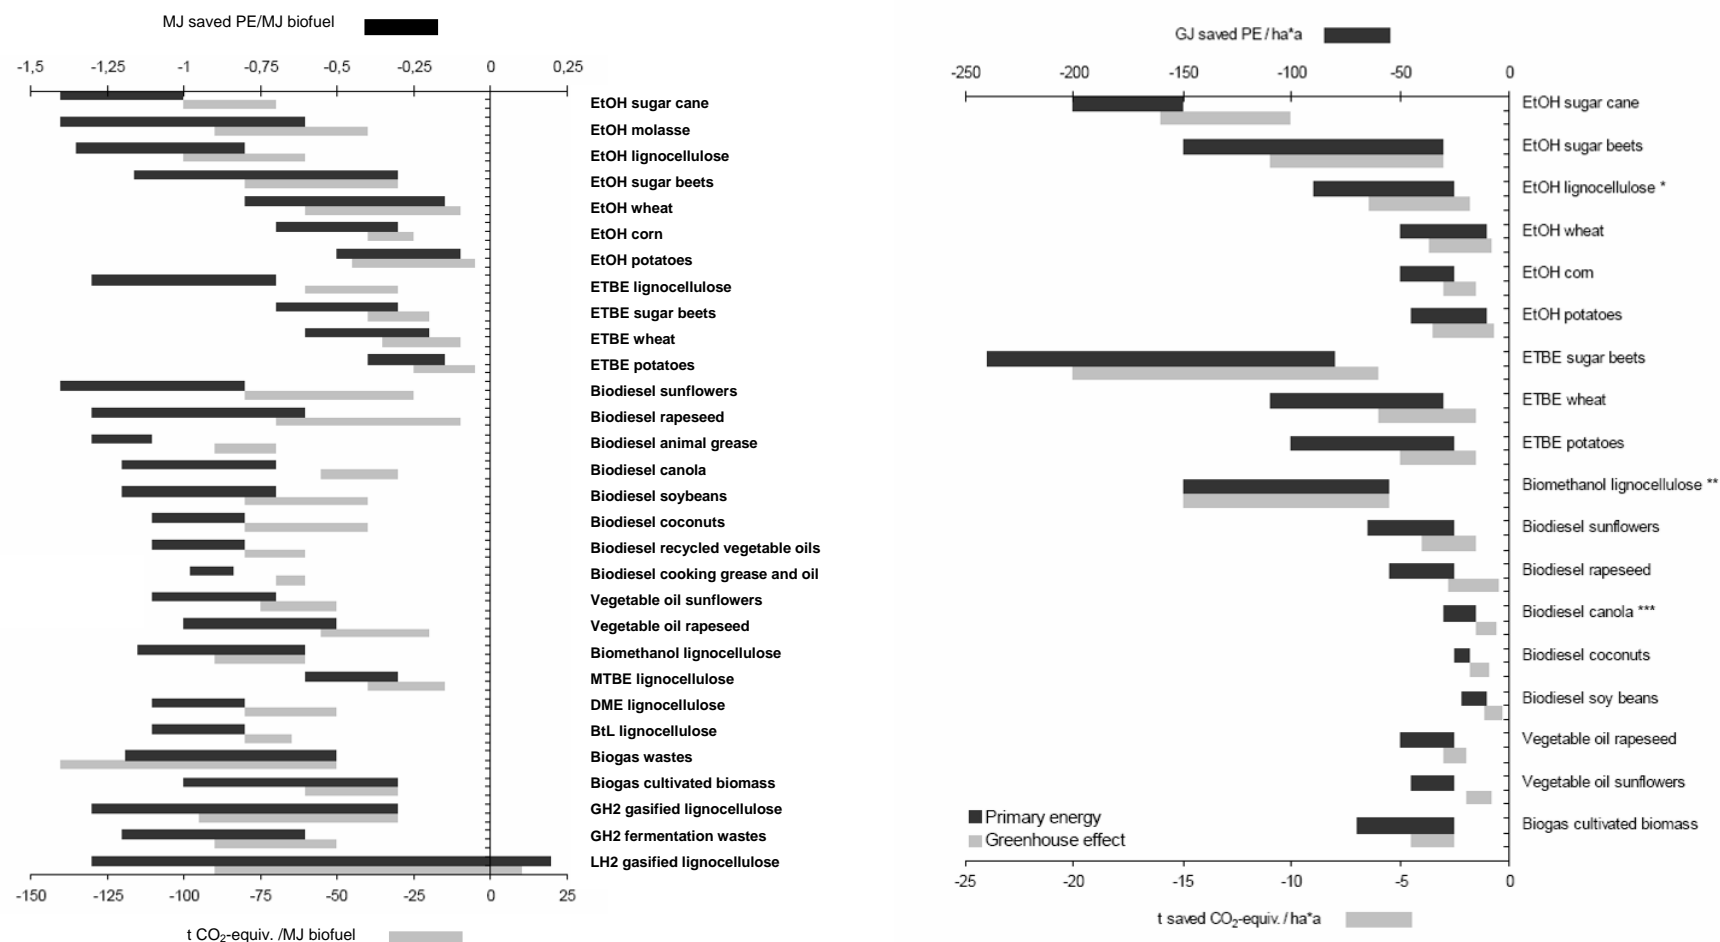 MJ saved PE/MJ biofuel
-1,5 -1,25 -1 -0,75 -0,5 -0,25 0 0,25
EtOH sugar cane
EtOH molasse
EtOH lignocellulose
EtOH sugar beets
EtOH wheat
EtOH corn
EtOH potatoes
ETBE lignocellulose
ETBE sugar beets
ETBE wheat
ETBE potatoes
Biodiesel sunflowers
Biodiesel rapeseed
Biodiesel animal grease
Biodiesel canola
Biodiesel soybeans
Biodiesel coconuts
Biodiesel recycled vegetable oils
Biodiesel cooking grease and oil
Vegetable oil sunflowers
Vegetable oil rapeseed
Biomethanol lignocellulose
MTBE lignocellulose
DME lignocellulose
BtL lignocellulose
Biogas wastes
Biogas cultivated biomass
GH2 gasified lignocellulose
GH2 fermentation wastes
LH2 gasified lignocellulose
-150 -125 -100 -75 -50 -25 0 25
t CO₂-equiv. /MJ biofuel
GJ saved PE/ha*a
-250 -200 -150 -100 -50 0
EtOH sugar cane
EtOH sugar beets
EtOH lignocellulose *
EtOH wheat
EtOH corn
EtOH potatoes
ETBE sugar beets
ETBE wheat
ETBE potatoes
Biomethanol lignocellulose **
Biodiesel sunflowers
Biodiesel rapeseed
Biodiesel canola ***
Biodiesel coconuts
Biodiesel soy beans
Vegetable oil rapeseed
Vegetable oil sunflowers
Biogas cultivated biomass
Primary energy
Greenhouse effect
-25 -20 -15 -10 -5 0
t saved CO₂-equiv./ha*a